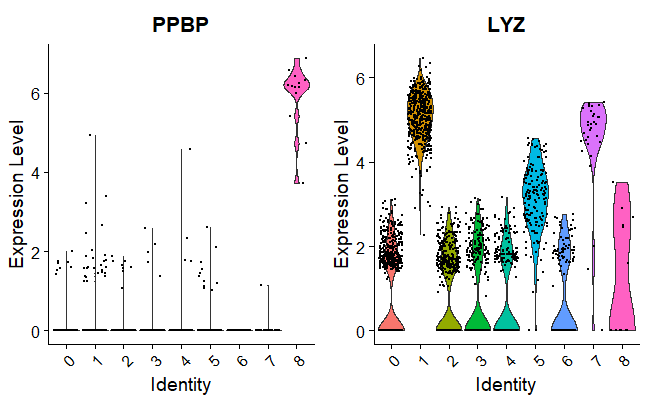 PPBP
Expression Level
6
4
2
0
0 1 2 3 4 5 6 7 8
Identity
LYZ
Expression Level
6
4
2
0
0 1 2 3 4 5 6 7 8
Identity